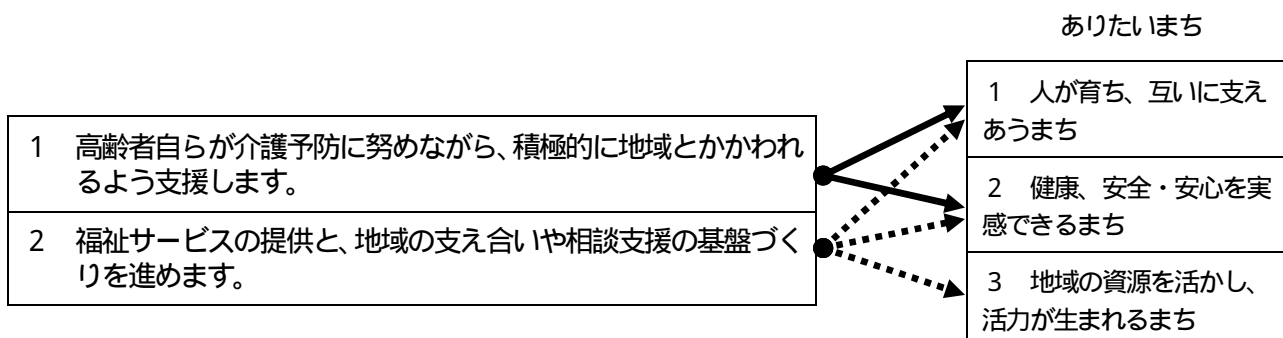 ありたいまち
1 人が育ち、互いに支え
あうまち
1 高齢者自らが介護予防に努めながら、積極的に地域とかかわれ
るよう支援します。
2 健康、安全・安心を実
感できるまち
2 福祉サービスの提供と、地域の支え合いや相談支援の基盤づく
りを進めます。
3 地域の資源を活かし、
活力が生まれるまち